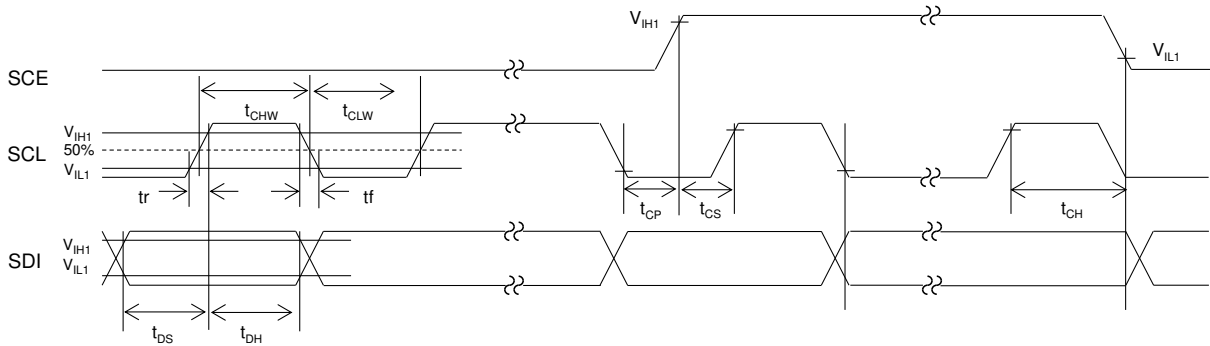 V_IH1
V_IL1
SCE
t_CHW
t_CLW
V_IH1
SCL
50%
V_IL1
tr
tf
t_CP
t_CS
t_CH
V_IH1
SDI
V_IL1
t_DS
t_DH